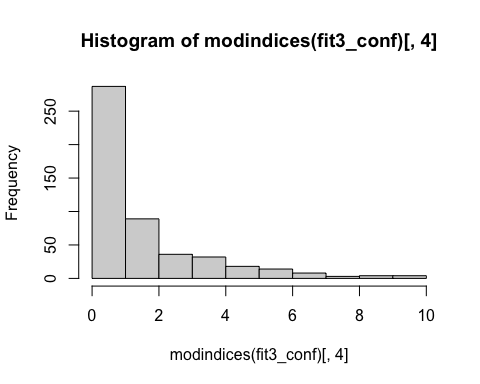 Histogram of modindices(fit3_conf)[, 4]
Frequency
250
150
50
0
0 2 4 6 8 10
modindices(fit3_conf)[, 4]